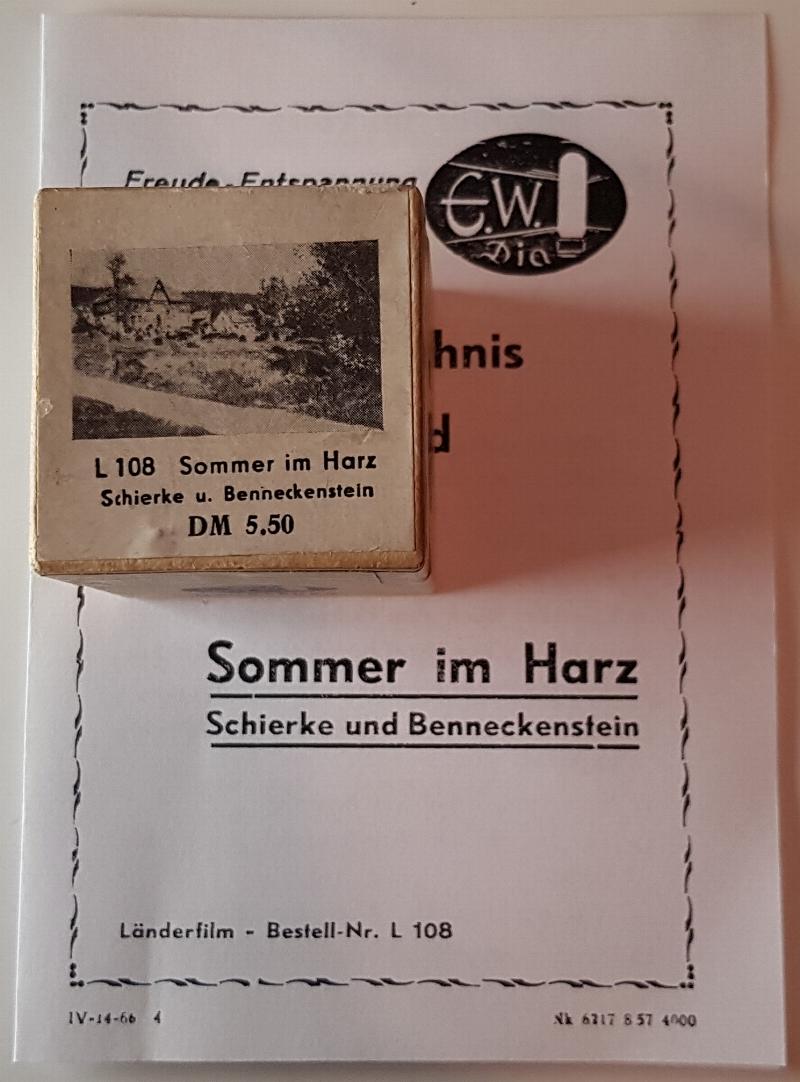 Freude - Entspannung
E.W.
Dia
hnis
d
L 108 Sommer im Harz
Schierke u. Benneckenstein
DM 5.50
Sommer im Harz
Schierke und Benneckenstein
Länderfilm - Bestell-Nr. L 108
IV-14-66 4
Nk 6217 8 57 4000